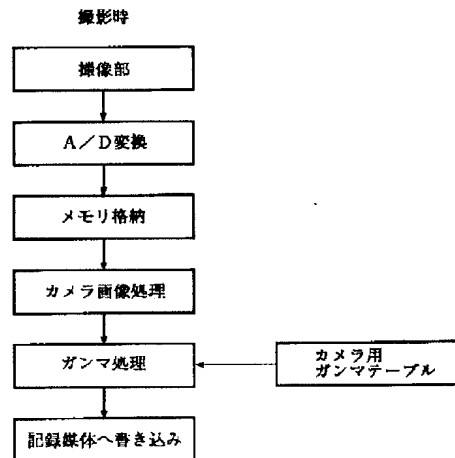 撮影時
撮像部
A/D変換
メモリ格納
カメラ画像処理
ガンマ処理
カメラ用
ガンマテーブル
記録媒体へ書き込み